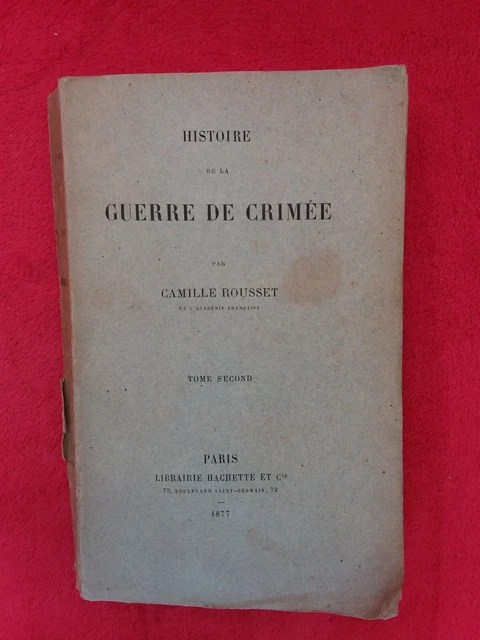 HISTOIRE
DE LA
GUERRE DE CRIMÉE
PAR
CAMILLE ROUSSET
DE L'ACADÉMIE FRANÇAISE
TOME SECOND
PARIS
LIBRAIRIE HACHETTE ET Cie
79, BOULEVARD SAINT-GERMAIN, 79
1877